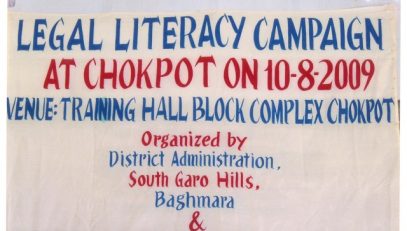 LEGAL LITERACY CAMPAIGN
AT CHOKPOT ON 10-8-2009
VENUE: TRAINING HALL BLOCK COMPLEX CHOKPOT
Organized by
District Administration,
South Garo Hills,
Baghmara
&